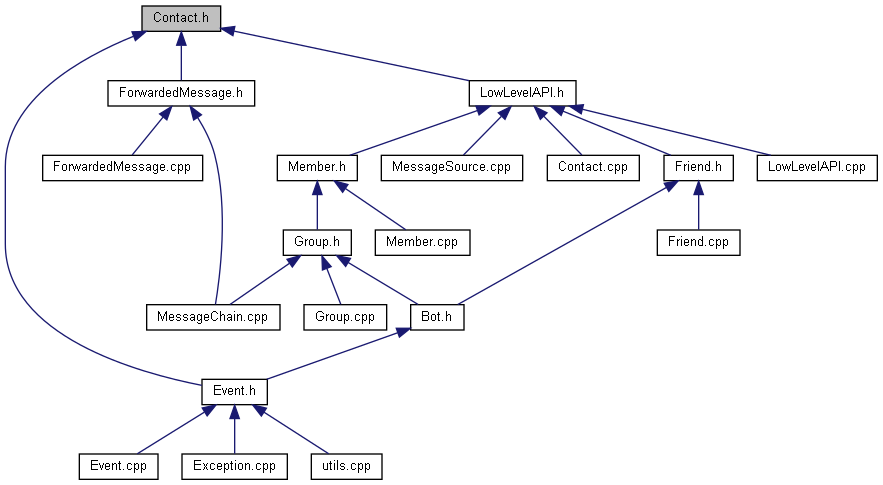 Contact.h
ForwardedMessage.h
LowLevelAPI.h
ForwardedMessage.cpp
Member.h
MessageSource.cpp
Contact.cpp
Friend.h
LowLevelAPI.cpp
Group.h
Member.cpp
Friend.cpp
MessageChain.cpp
Group.cpp
Bot.h
Event.h
Event.cpp
Exception.cpp
utils.cpp